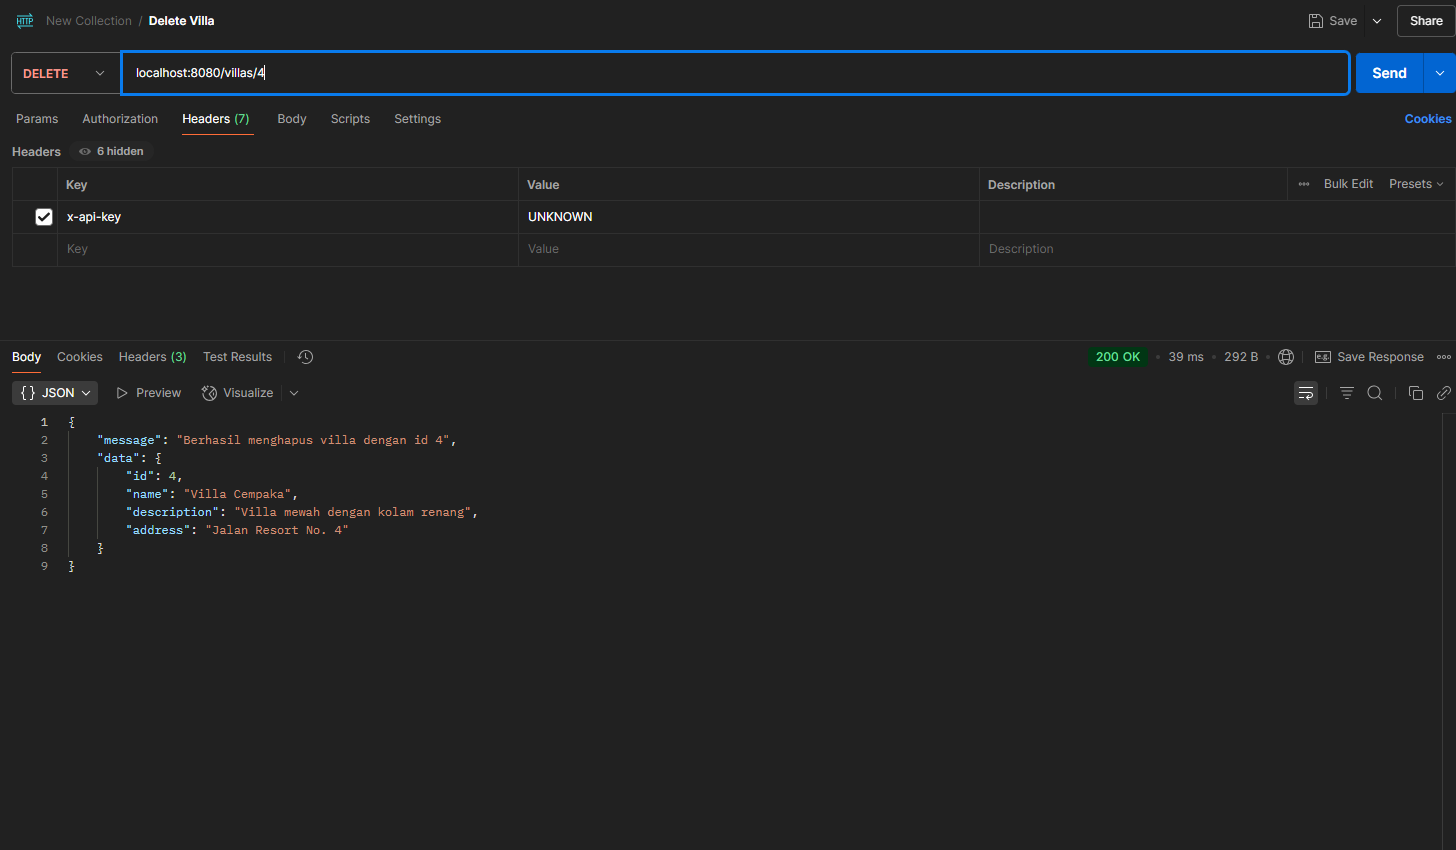 HTTP New Collection / Delete Villa Save Share
DELETE localhost:8080/villas/4 Send
Params Authorization Headers (7) Body Scripts Settings Cookies
Headers 6 hidden
Key Value Description Bulk Edit Presets
x-api-key UNKNOWN
Key Value Description
Body Cookies Headers (3) Test Results 200 OK • 39 ms • 292 B • e.g. Save Response
{ } JSON Preview Visualize
1 {
2 "message": "Berhasil menghapus villa dengan id 4",
3 "data": {
4 "id": 4,
5 "name": "Villa Cempaka",
6 "description": "Villa mewah dengan kolam renang",
7 "address": "Jalan Resort No. 4"
8 }
9 }